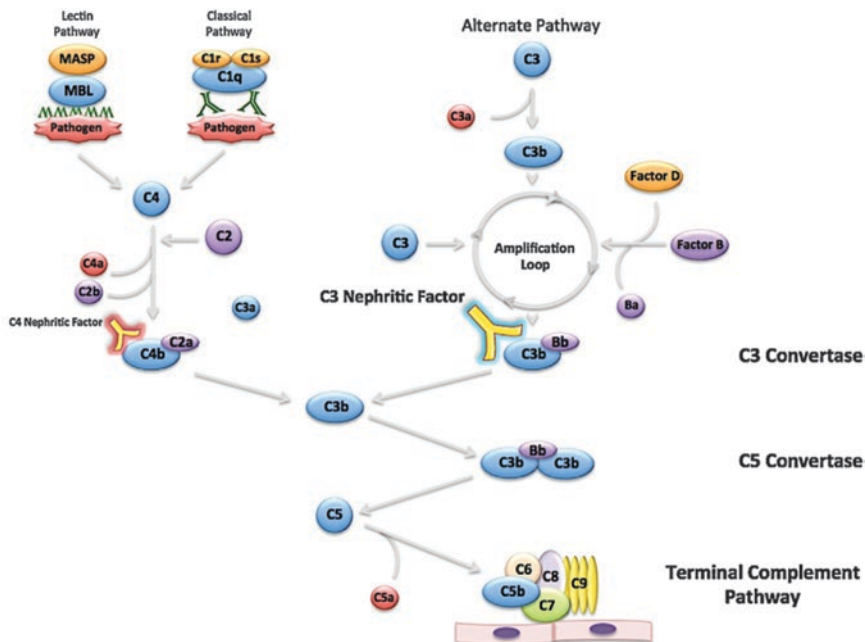 Lectin
Pathway
MASP
MBL
Pathogen
Classical
Pathway
C1r
C1s
C1q
Pathogen
Alternate Pathway
C3
C3a
C3b
Factor D
C4
C2
C3
Amplification
Loop
Factor B
C4a
C2b
C3a
Ba
C3 Nephritic Factor
C4 Nephritic Factor
C2a
C4b
Bb
C3b
C3 Convertase
C3b
Bb
C3b
C3b
C5 Convertase
C5
C5a
C6
C8
C9
C5b
C7
Terminal Complement
Pathway